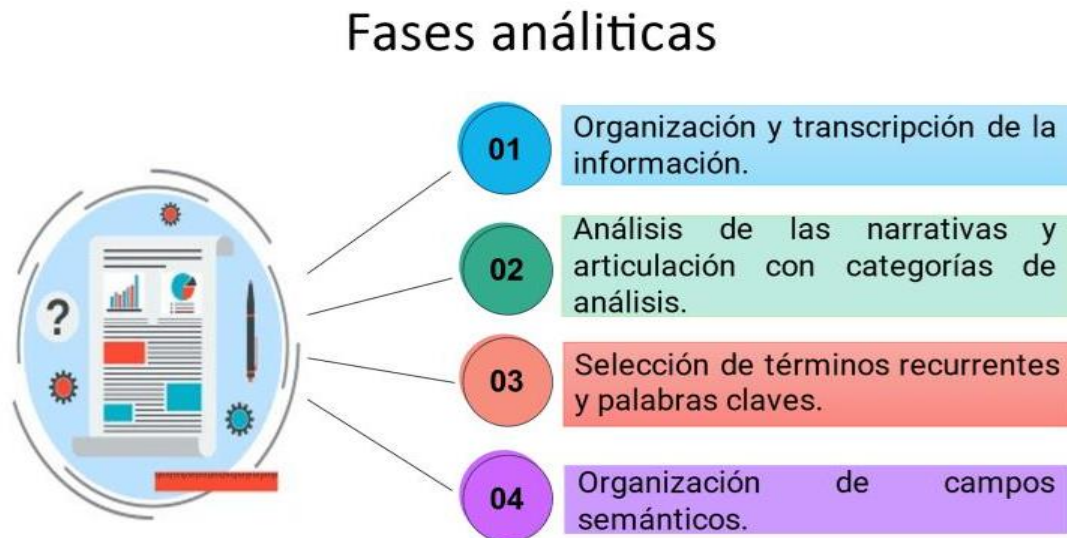 Fases análiticas
01
Organización y transcripción de la
información.
02
Análisis de las narrativas y
articulación con categorías de
análisis.
?
03
Selección de términos recurrentes
y palabras claves.
04
Organización de campos
semánticos.